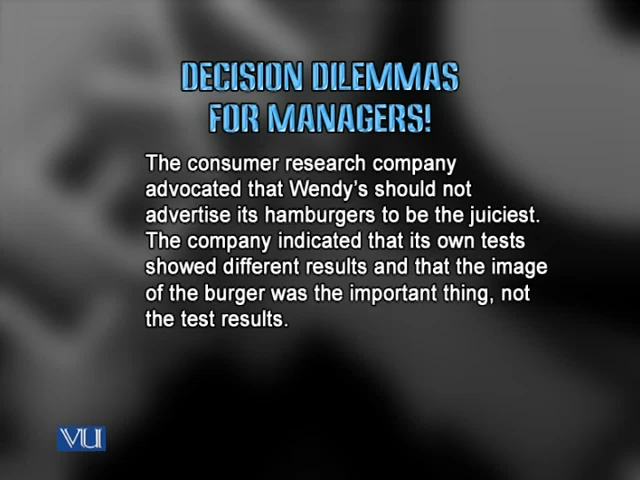 DECISION DILEMMAS
FOR MANAGERS!
The consumer research company
advocated that Wendy's should not
advertise its hamburgers to be the juiciest.
The company indicated that its own tests
showed different results and that the image
of the burger was the important thing, not
the test results.
VU